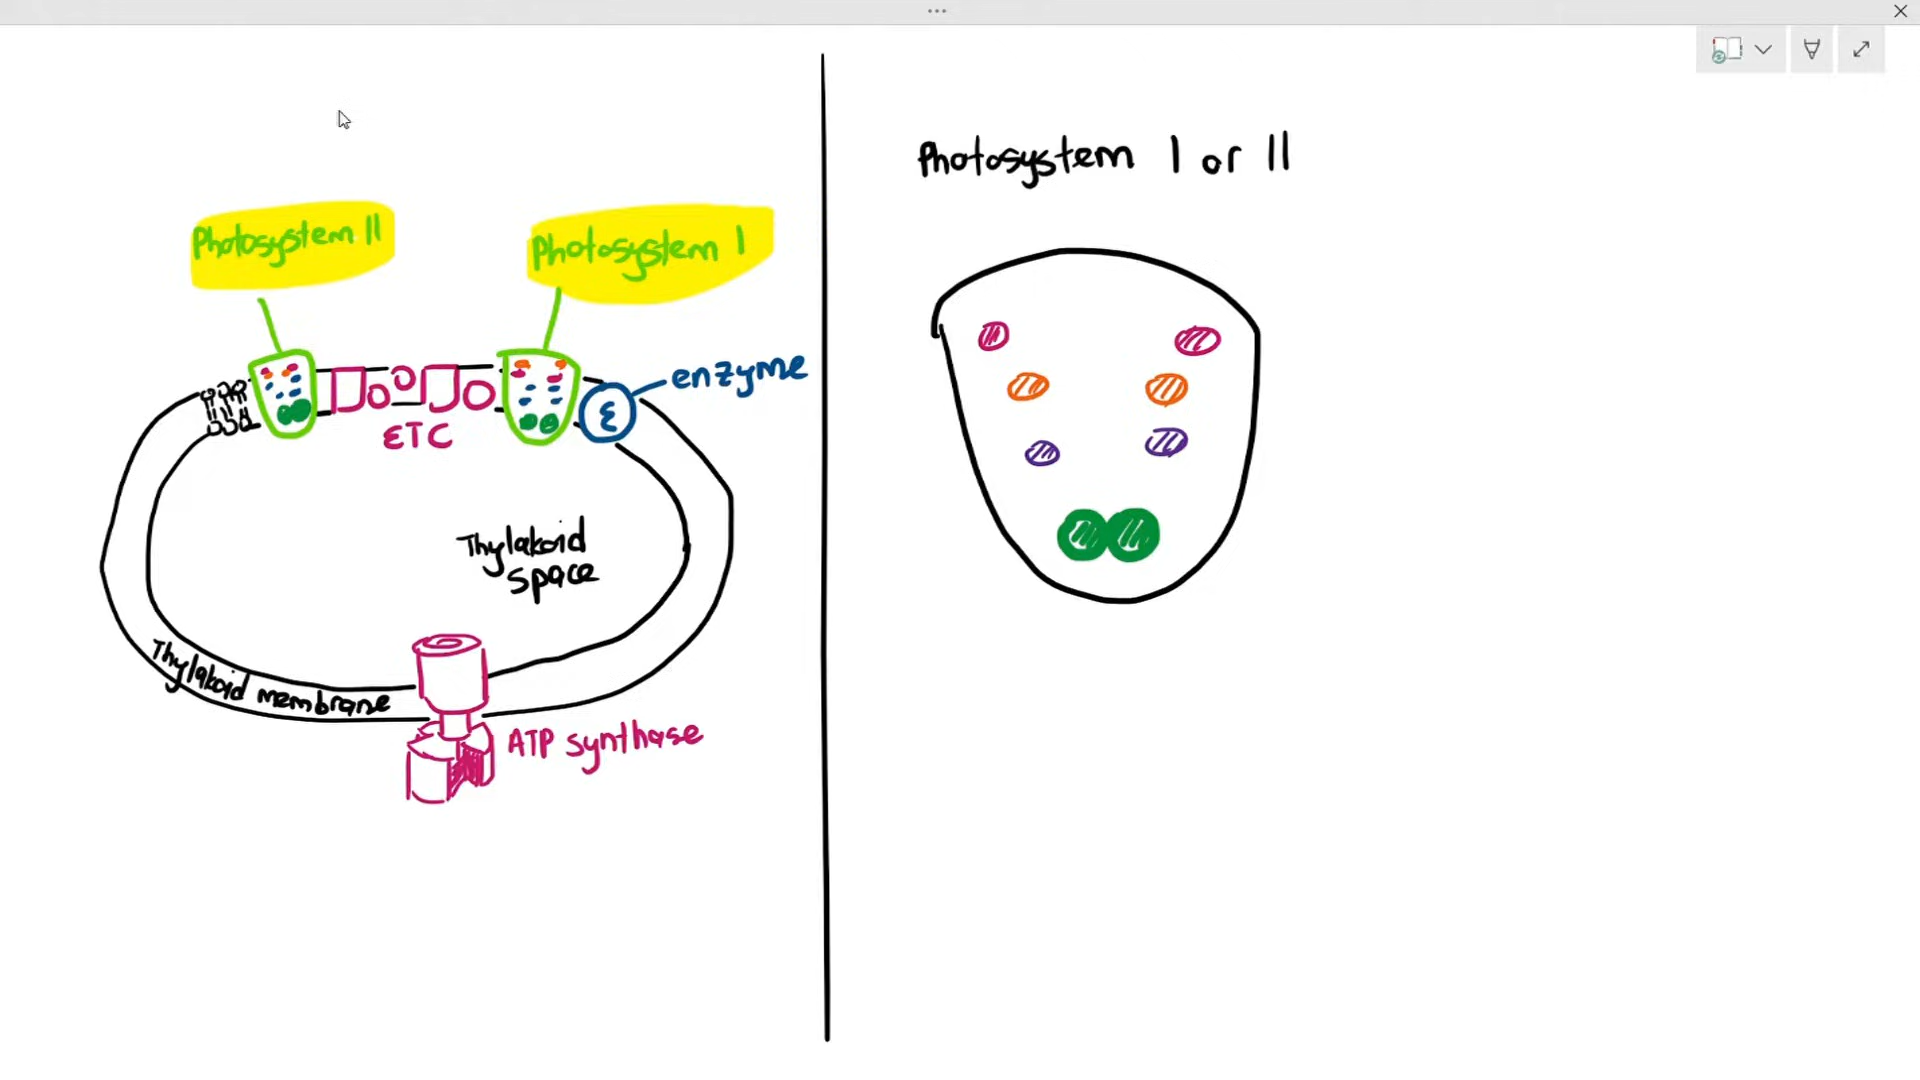 Photosystem I or II
Photosystem II
Photosystem I
enzyme
E
ETC
Thylakoid
space
Thylakoid membrane
ATP synthase